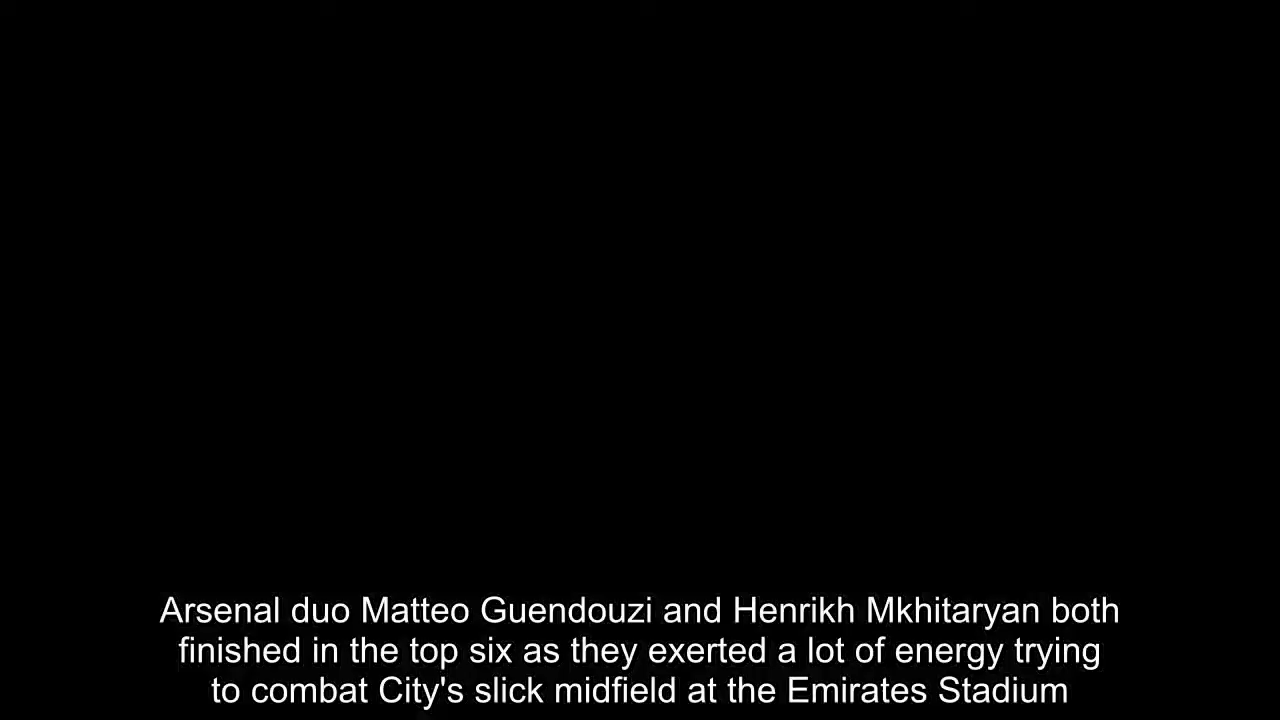 Arsenal duo Matteo Guendouzi and Henrikh Mkhitaryan both
finished in the top six as they exerted a lot of energy trying
to combat City's slick midfield at the Emirates Stadium